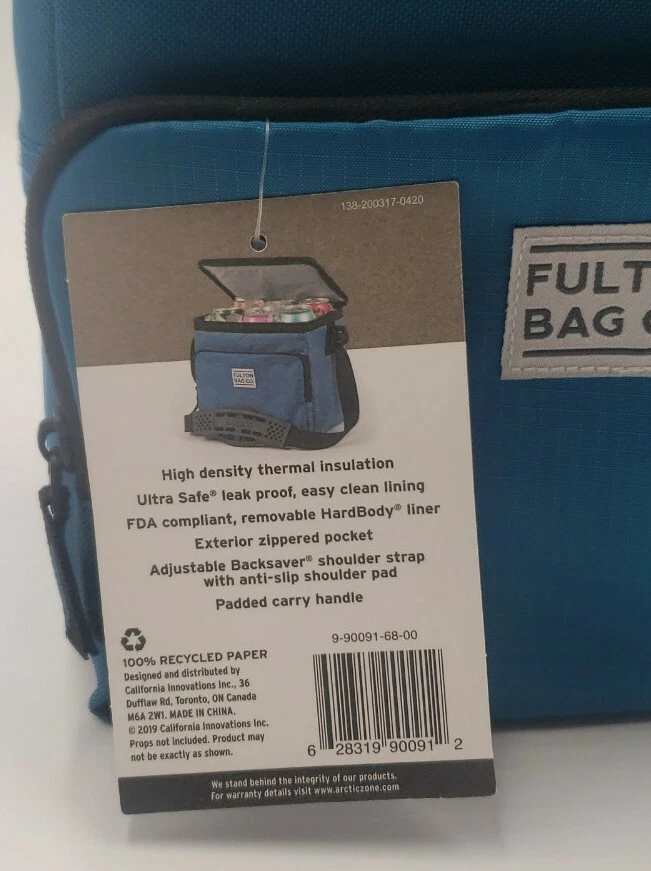 138-200317-0420
FULT
BAG
FULTON
BAG CO.
High density thermal insulation
Ultra Safe® leak proof, easy clean lining
FDA compliant, removable HardBody® liner
Exterior zippered pocket
Adjustable Backsaver® shoulder strap
with anti-slip shoulder pad
Padded carry handle
100% RECYCLED PAPER
Designed and distributed by
California Innovations Inc., 36
Dufflaw Rd, Toronto, ON Canada
M6A 2W1. MADE IN CHINA.
© 2019 California Innovations Inc.
Props not included. Product may
not be exactly as shown.
9-90091-68-00
6 28319 90091 2
We stand behind the integrity of our products.
For warranty details visit www.arcticzone.com